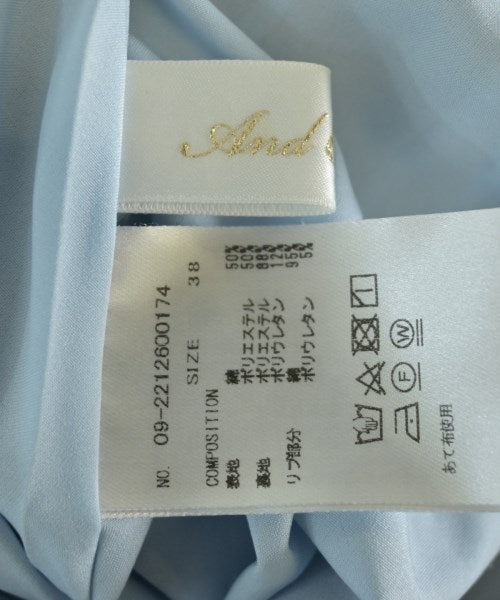 And
NO. 09-2212600174
SIZE 38
COMPOSITION
表地 綿 50%
ポリエステル 50%
裏地 ポリエステル 88%
ポリウレタン 12%
リブ部分 綿 95%
ポリウレタン 5%
F W
あて布使用